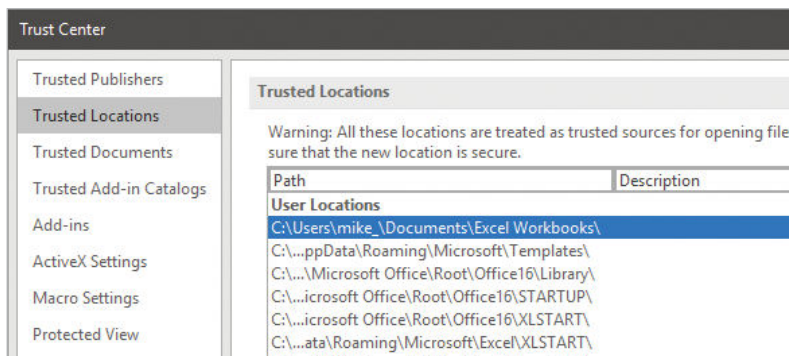 Trust Center
Trusted Publishers
Trusted Locations
Trusted Documents
Trusted Add-in Catalogs
Add-ins
ActiveX Settings
Macro Settings
Protected View
Trusted Locations
Warning: All these locations are treated as trusted sources for opening file
sure that the new location is secure.
Path Description
User Locations
C:\Users\mike_\Documents\Excel Workbooks\
C:\...ppData\Roaming\Microsoft\Templates\
C:\...\Microsoft Office\Root\Office16\Library\
C:\...icrosoft Office\Root\Office16\STARTUP\
C:\...icrosoft Office\Root\Office16\XLSTART\
C:\...ata\Roaming\Microsoft\Excel\XLSTART\